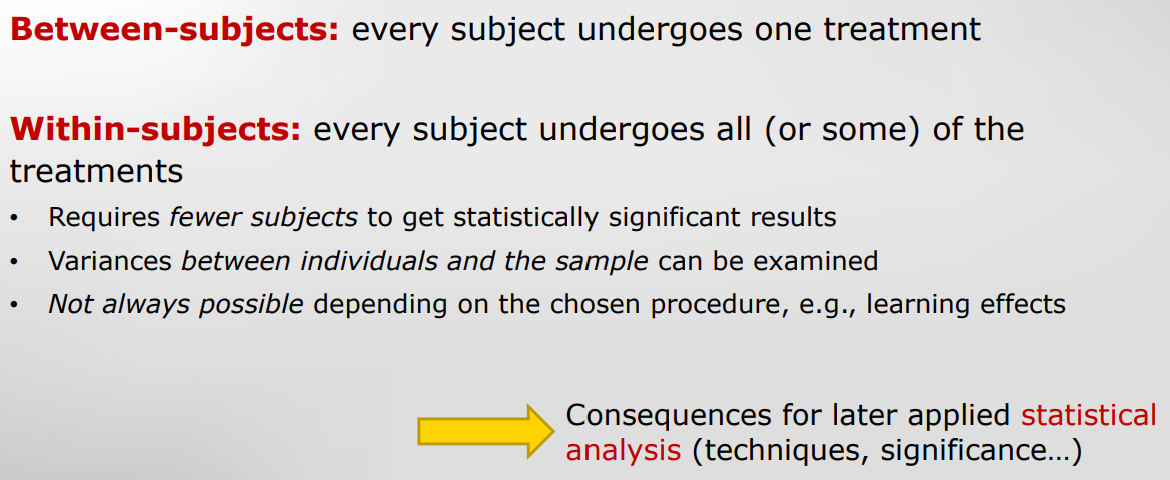 Between-subjects: every subject undergoes one treatment
Within-subjects: every subject undergoes all (or some) of the
treatments
• Requires fewer subjects to get statistically significant results
• Variances between individuals and the sample can be examined
• Not always possible depending on the chosen procedure, e.g., learning effects
Consequences for later applied statistical
analysis (techniques, significance…)